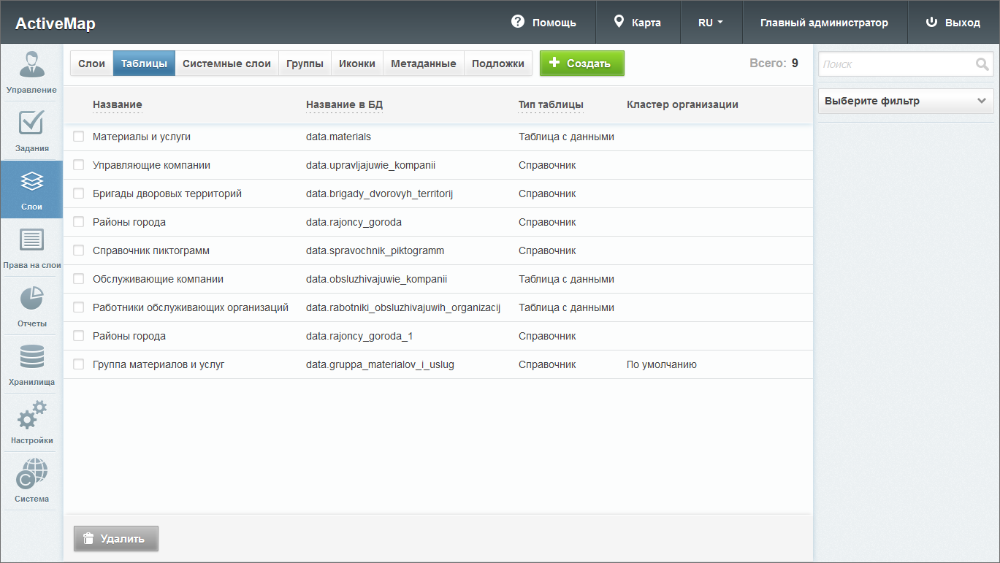 ActiveMap
Помощь
Карта
RU
Главный администратор
Выход
Управление
Задания
Слои
Права на слои
Отчеты
Хранилища
Настройки
Система
Слои Таблицы Системные слои Группы Иконки Метаданные Подложки
Создать
Всего: 9
Название Название в БД Тип таблицы Кластер организации
Материалы и услуги data.materials Таблица с данными
Управляющие компании data.upravljajuwie_kompanii Справочник
Бригады дворовых территорий data.brigady_dvorovyh_territorij Справочник
Районы города data.rajoncy_goroda Справочник
Справочник пиктограмм data.spravochnik_piktogramm Справочник
Обслуживающие компании data.obsluzhivajuwie_kompanii Таблица с данными
Работники обслуживающих организаций data.rabotniki_obsluzhivajuwih_organizacij Таблица с данными
Районы города data.rajoncy_goroda_1 Справочник
Группа материалов и услуг data.gruppa_materialov_i_uslug Справочник По умолчанию
Удалить
Поиск
Выберите фильтр